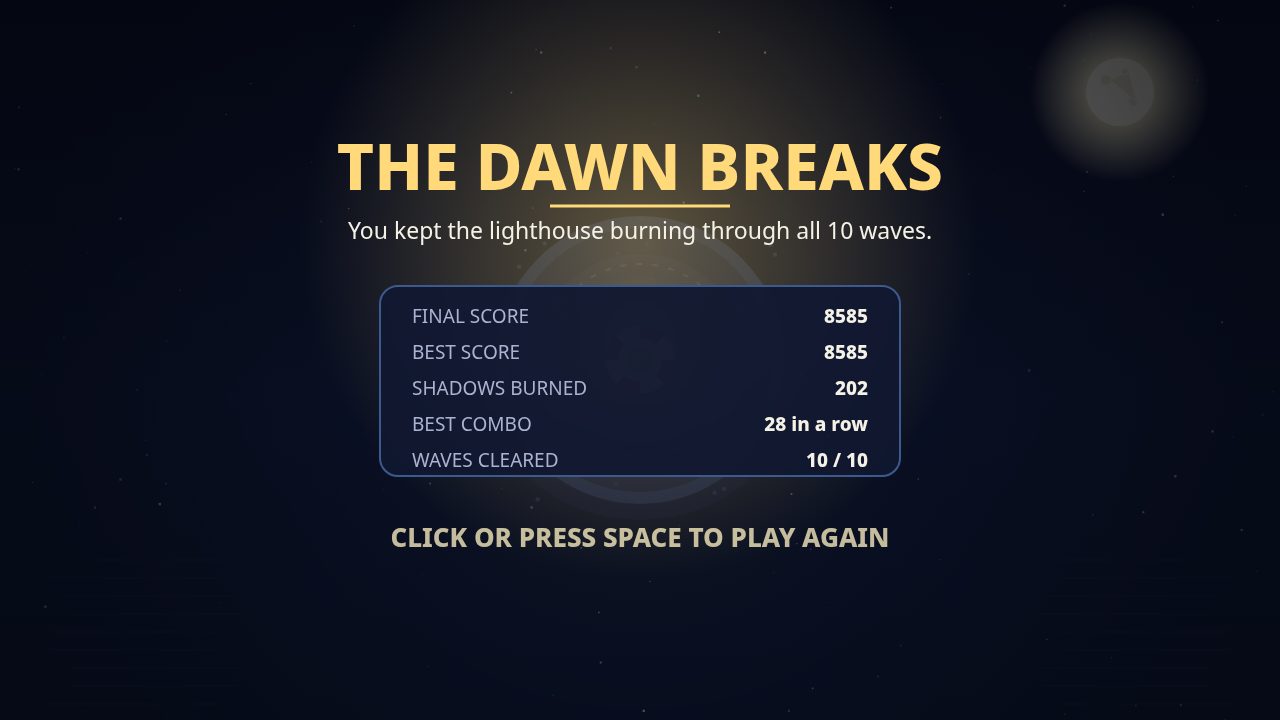 THE DAWN BREAKS
You kept the lighthouse burning through all 10 waves.
FINAL SCORE 8585
BEST SCORE 8585
SHADOWS BURNED 202
BEST COMBO 28 in a row
WAVES CLEARED 10 / 10
CLICK OR PRESS SPACE TO PLAY AGAIN